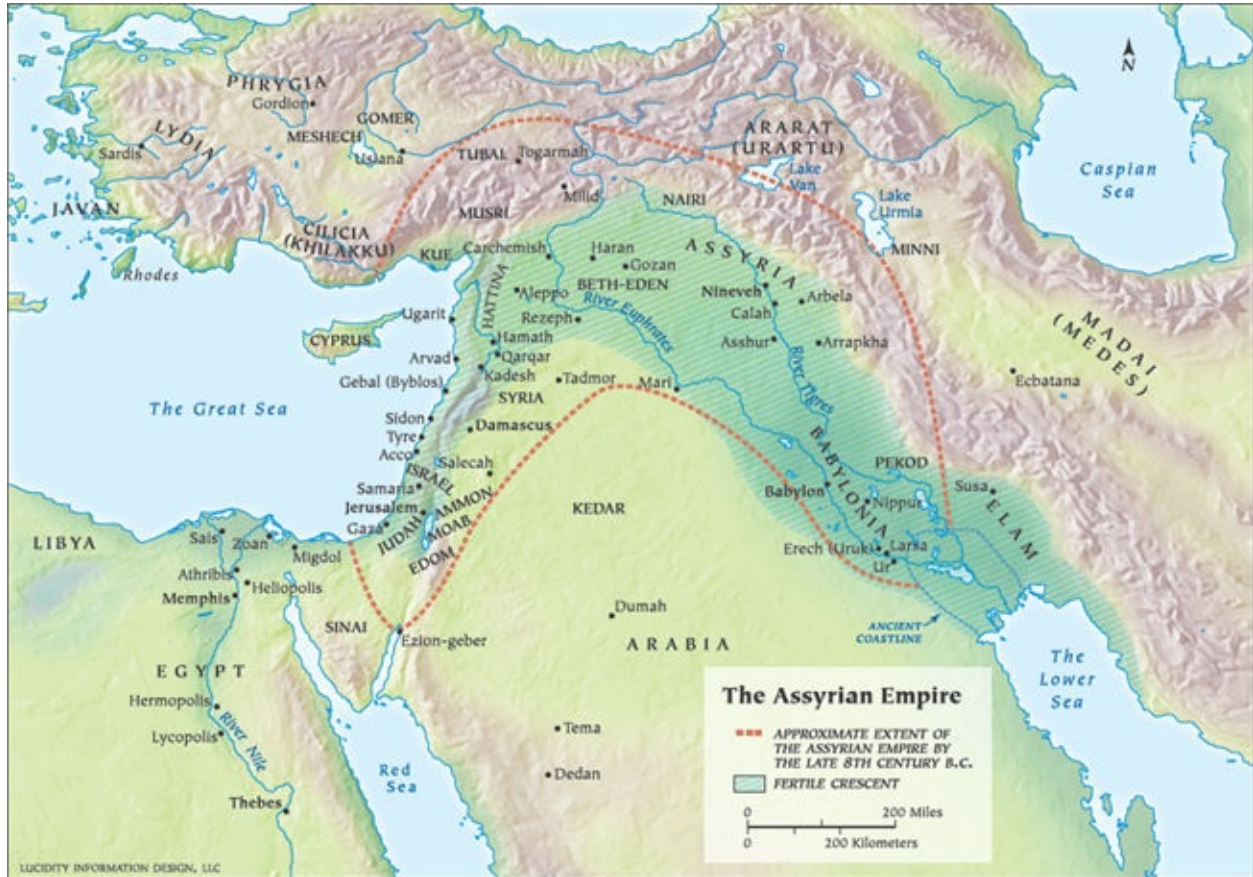 PHRYGIA
Gordion
GOMER
MESHECH
Usiana
LYDIA
Sardis
TUBAL
Togarmah
ARARAT
(URARTU)
Lake
Van
Caspian
Sea
N
Milid
NAIRI
Lake
Urmia
MINNI
JAVAN
CILICIA
(KHILAKKU)
MUSRI
Rhodes
KUE
Carchemish
Haran
Gozan
ASSYRIA
BETH-EDEN
HATTINA
Aleppo
Nineveh
Arbela
Calah
River Euphrates
Ugarit
Rezeph
CYPRUS
Hamath
Asshur
Arrapkha
MADAI
(MEDES)
Arvad
Qarqar
Kadesh
River Tigres
Gebal (Byblos)
Tadmor
Mari
Ecbatana
The Great Sea
SYRIA
Sidon
Damascus
Tyre
Acco
BABYLONIA
PEKOD
Salecah
ISRAEL
Samaria
AMMON
Babylon
Nippur
Susa
ELAM
Jerusalem
Gaza
JUDAH
MOAB
KEDAR
EDOM
LIBYA
Sais
Zoan
Migdol
Erech (Uruk)
Larsa
Ur
Athribis
Heliopolis
Memphis
Dumah
SINAI
Ezion-geber
ARABIA
ANCIENT
COASTLINE
EGYPT
The
Lower
Sea
Hermopolis
Lycopolis
River Nile
Tema
Red
Sea
Dedan
Thebes
The Assyrian Empire
APPROXIMATE EXTENT OF
THE ASSYRIAN EMPIRE BY
THE LATE 8TH CENTURY B.C.
FERTILE CRESCENT
0 200 Miles
0 200 Kilometers
LUCIDITY INFORMATION DESIGN, LLC